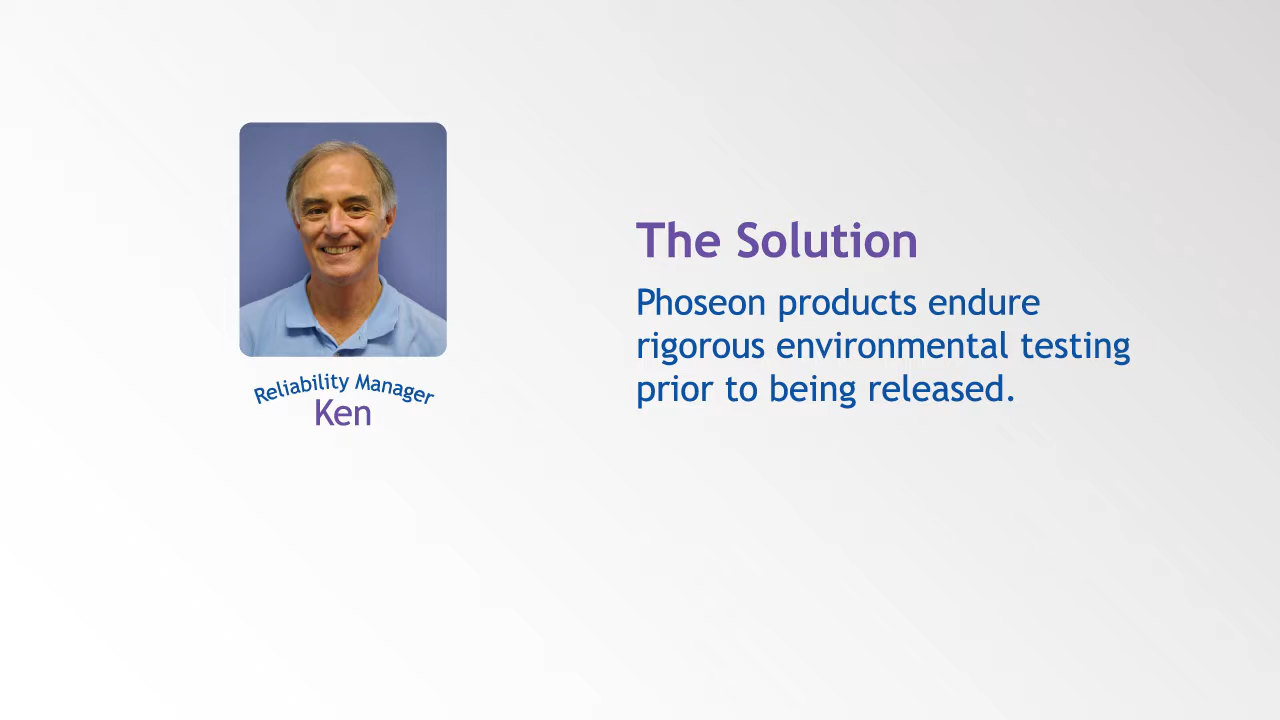 Reliability Manager
Ken
The Solution
Phoseon products endure
rigorous environmental testing
prior to being released.